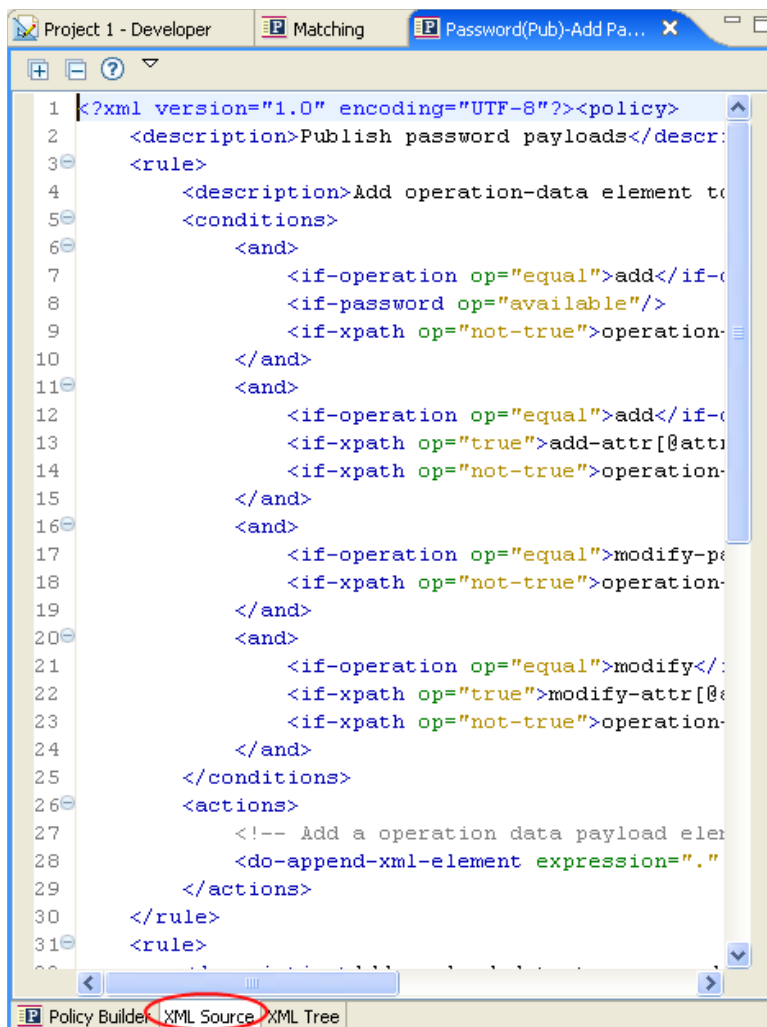 Project 1 - Developer Matching Password(Pub)-Add Pa...
1 <?xml version="1.0" encoding="UTF-8"?><policy>
2 <description>Publish password payloads</descr
3 <rule>
4 <description>Add operation-data element to
5 <conditions>
6 <and>
7 <if-operation op="equal">add</if-
8 <if-password op="available"/>
9 <if-xpath op="not-true">operation-
10 </and>
11 <and>
12 <if-operation op="equal">add</if-
13 <if-xpath op="true">add-attr[@att
14 <if-xpath op="not-true">operation-
15 </and>
16 <and>
17 <if-operation op="equal">modify-pa
18 <if-xpath op="not-true">operation-
19 </and>
20 <and>
21 <if-operation op="equal">modify</
22 <if-xpath op="true">modify-attr[@a
23 <if-xpath op="not-true">operation-
24 </and>
25 </conditions>
26 <actions>
27 <!-- Add a operation data payload ele
28 <do-append-xml-element expression="."
29 </actions>
30 </rule>
31 <rule>
Policy Builder XML Source XML Tree